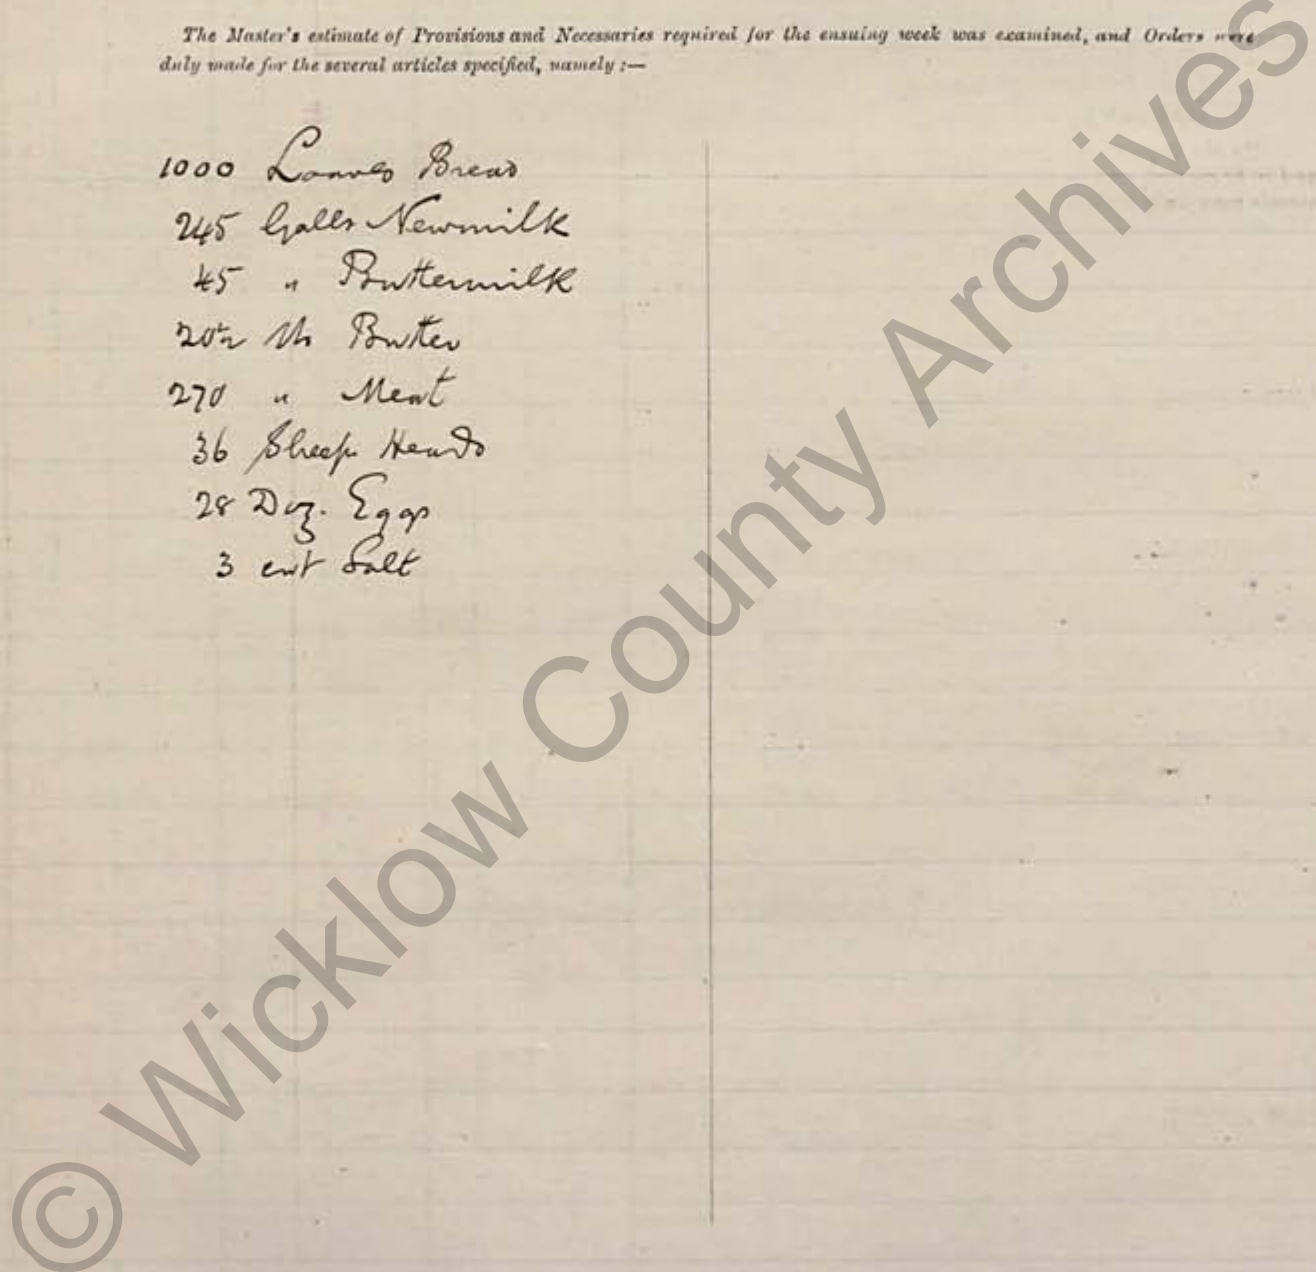 The Master's estimate of Provisions and Necessaries required for the ensuing week was examined, and Orders were
duly made for the several articles specified, namely :—
1000 Loaves Bread
245 Galls Newmilk
45 " Buttermilk
20½ lbs Butter
270 " Meat
36 Sheep Heads
28 Doz. Eggs
3 cwt Salt
© Wicklow County Archives